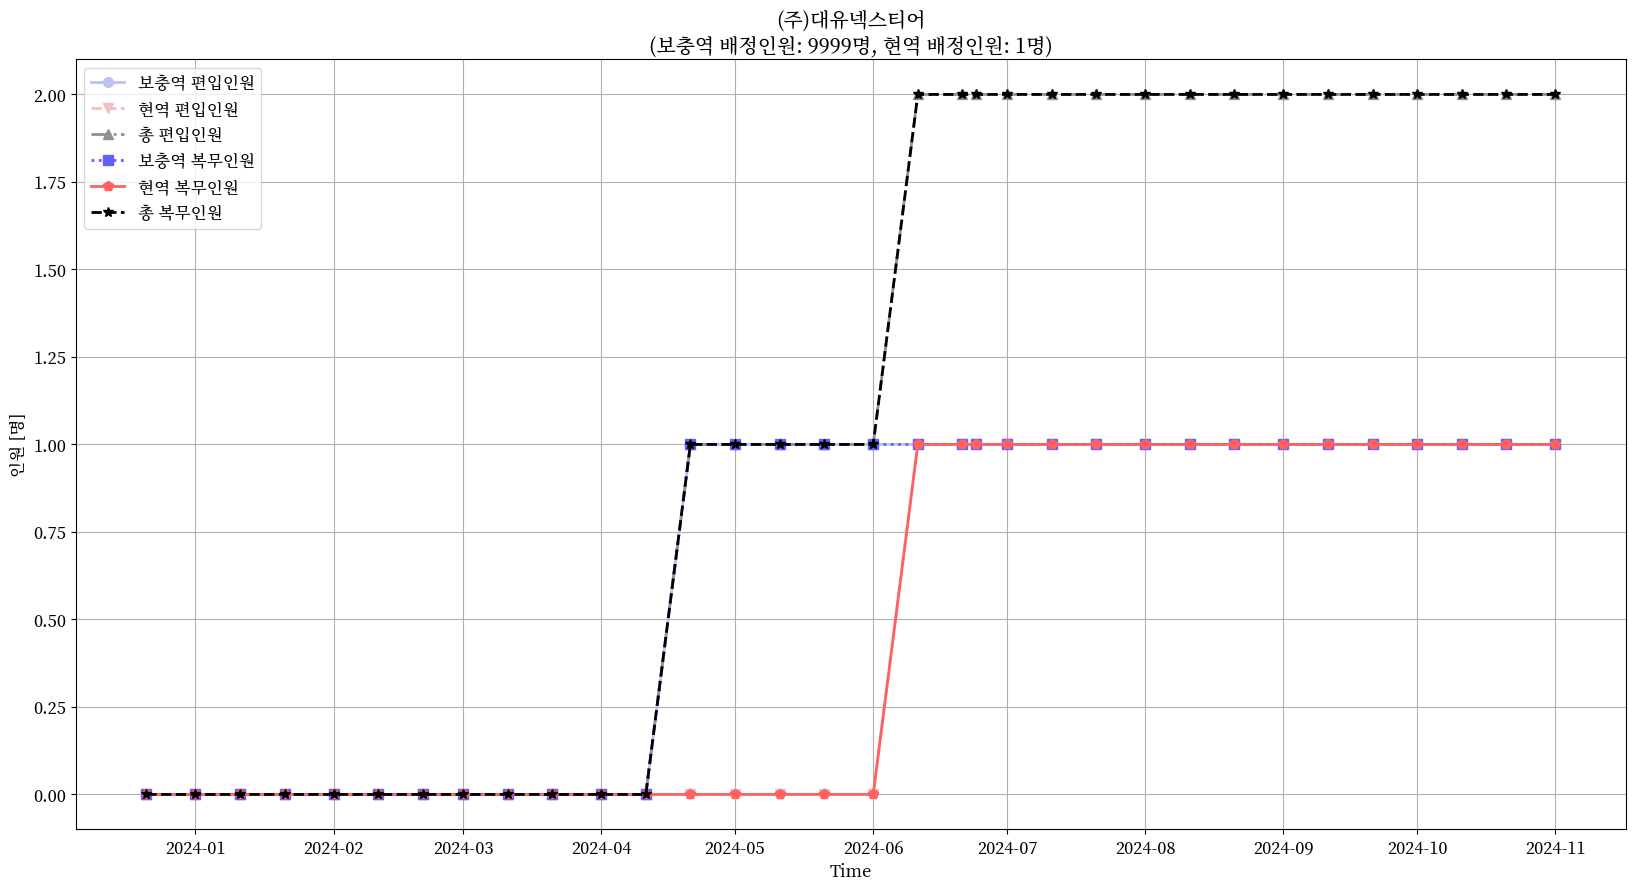 (주)대유넥스티어
(보충역 배정인원: 9999명, 현역 배정인원: 1명)
보충역 편입인원
현역 편입인원
총 편입인원
보충역 복무인원
현역 복무인원
총 복무인원
2.00
1.75
1.50
1.25
1.00
0.75
0.50
0.25
0.00
인원 [명]
2024-01
2024-02
2024-03
2024-04
2024-05
2024-06
2024-07
2024-08
2024-09
2024-10
2024-11
Time